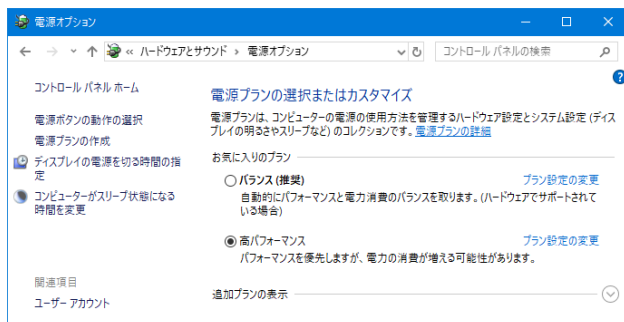 電源オプション
« ハードウェアとサウンド › 電源オプション
コントロール パネルの検索
コントロール パネル ホーム
電源ボタンの動作の選択
電源プランの作成
ディスプレイの電源を切る時間の指
定
コンピューターがスリープ状態になる
時間を変更
関連項目
ユーザー アカウント
電源プランの選択またはカスタマイズ
電源プランは、コンピューターの電源の使用方法を管理するハードウェア設定とシステム設定 (ディス
プレイの明るさやスリープなど) のコレクションです。電源プランの詳細
お気に入りのプラン
バランス (推奨) プラン設定の変更
自動的にパフォーマンスと電力消費のバランスを取ります。(ハードウェアでサポートされて
いる場合)
高パフォーマンス プラン設定の変更
パフォーマンスを優先しますが、電力の消費が増える可能性があります。
追加プランの表示